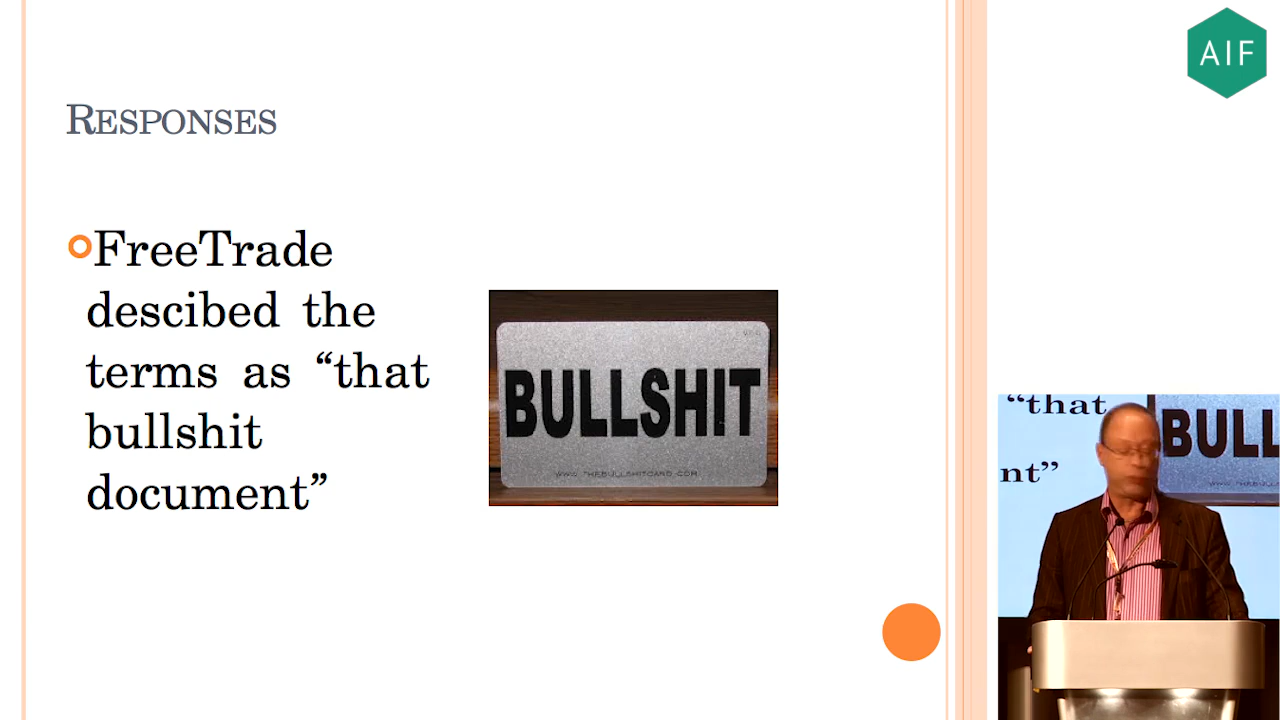 AIF
RESPONSES
FreeTrade
descibed the
terms as “that
bullshit
document”
BULLSHIT
WWW.THEBULLSHITCARD.COM
“that
BULL
nt”